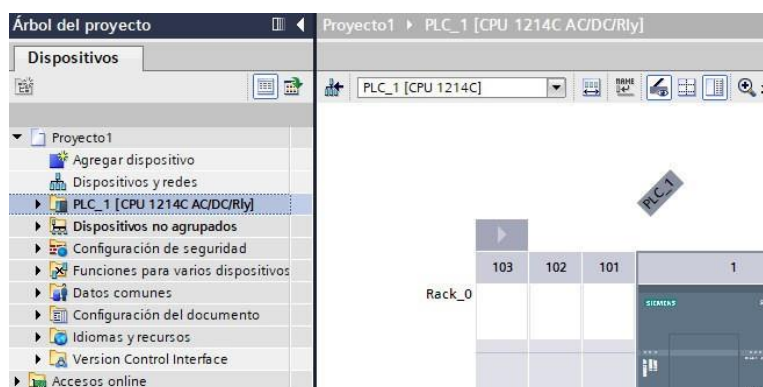 Árbol del proyecto
Dispositivos
Proyecto1
Agregar dispositivo
Dispositivos y redes
PLC_1 [CPU 1214C AC/DC/Rly]
Dispositivos no agrupados
Configuración de seguridad
Funciones para varios dispositivos
Datos comunes
Configuración del documento
Idiomas y recursos
Version Control Interface
Accesos online
Proyecto1 PLC_1 [CPU 1214C AC/DC/Rly]
PLC_1 [CPU 1214C]
PLC_1
103 102 101 1
Rack_0
SIEMENS